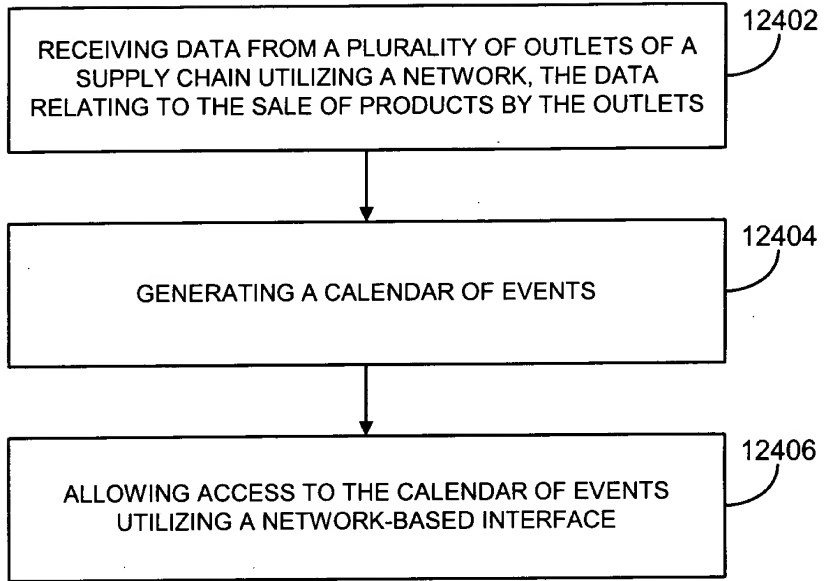 12402
RECEIVING DATA FROM A PLURALITY OF OUTLETS OF A
SUPPLY CHAIN UTILIZING A NETWORK, THE DATA
RELATING TO THE SALE OF PRODUCTS BY THE OUTLETS
12404
GENERATING A CALENDAR OF EVENTS
12406
ALLOWING ACCESS TO THE CALENDAR OF EVENTS
UTILIZING A NETWORK-BASED INTERFACE